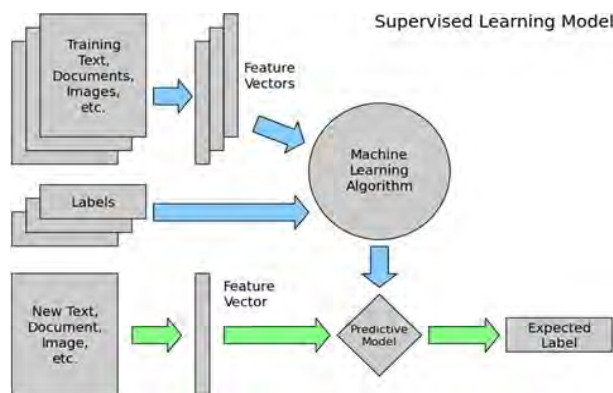 Supervised Learning Model
Training
Text,
Documents,
Images,
etc.
Feature
Vectors
Machine
Learning
Algorithm
Labels
New Text,
Document,
Image,
etc.
Feature
Vector
Predictive
Model
Expected
Label